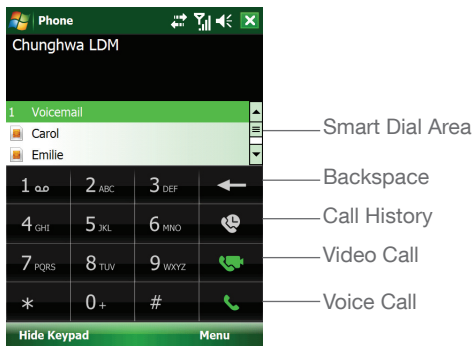 Phone
Chunghwa LDM
1 Voicemail
Carol
Emilie
Smart Dial Area
1 2 ABC 3 DEF
Backspace
4 GHI 5 JKL 6 MNO
Call History
7 PQRS 8 TUV 9 WXYZ
Video Call
* 0 + #
Voice Call
Hide Keypad Menu